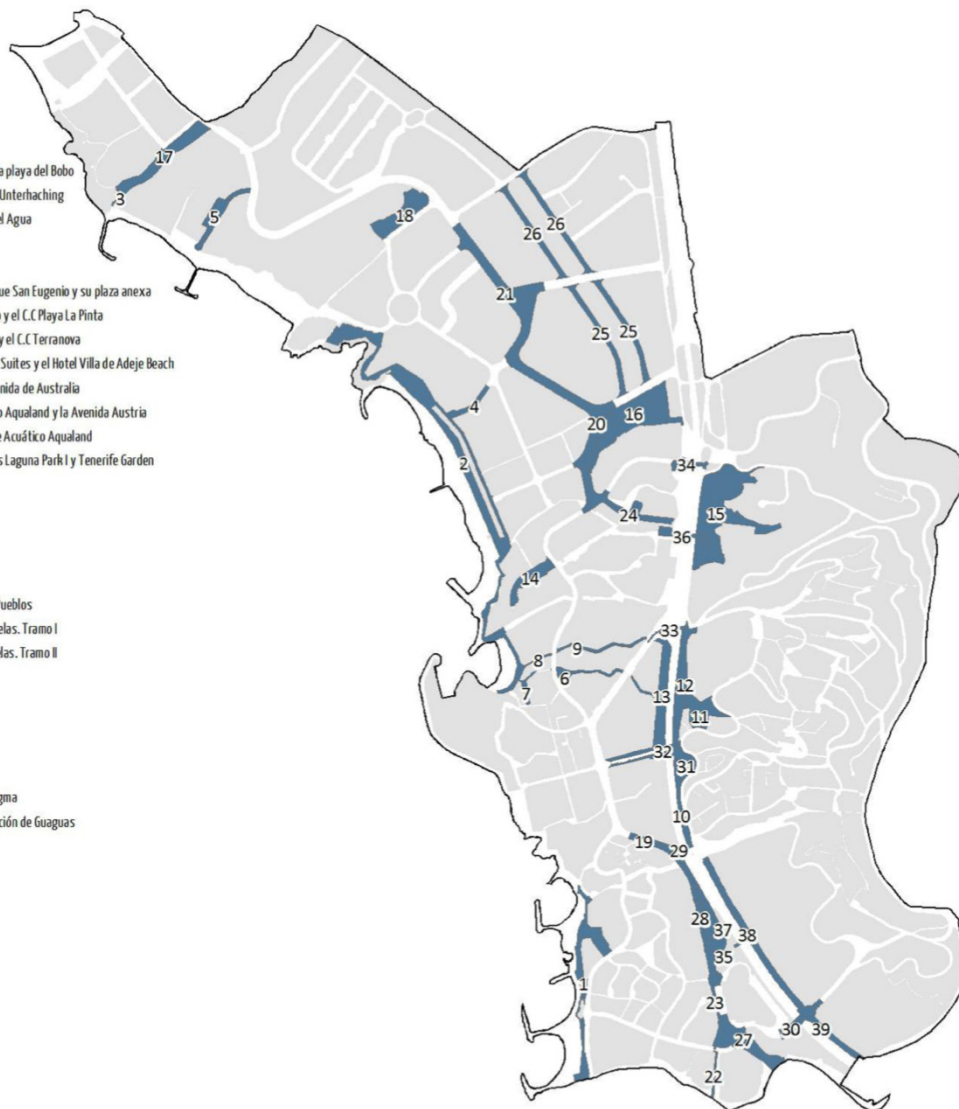 a playa del Bobo
Unterhaching
el Agua
ue San Eugenio y su plaza anexa
o y el C.C Playa La Pinta
y el C.C Terranova
Suites y el Hotel Villa de Adeje Beach
enida de Australia
o Aqualand y la Avenida Austria
e Acuático Aqualand
s Laguna Park I y Tenerife Garden
Pueblos
elas. Tramo I
elas. Tramo II
gma
ción de Guaguas
17
3
5
18
26
26
21
25
25
4
16
20
2
34
15
24
36
14
33
9
8
6
7
12
13
11
32
31
10
19
29
28
37
38
35
1
23
30
39
27
22